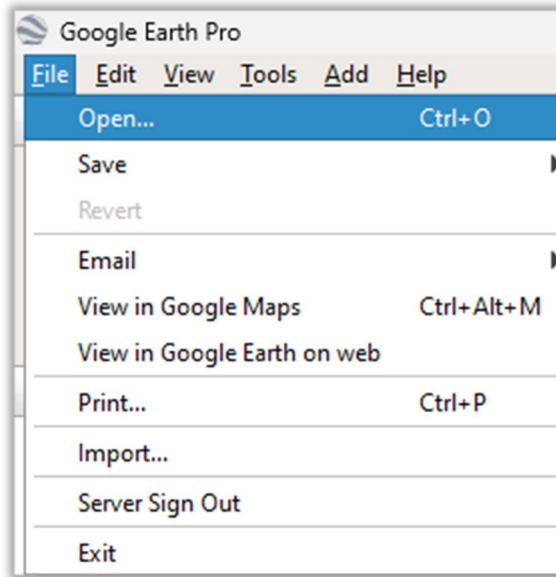 Google Earth Pro
File Edit View Tools Add Help
Open... Ctrl+O
Save
Revert
Email
View in Google Maps Ctrl+Alt+M
View in Google Earth on web
Print... Ctrl+P
Import...
Server Sign Out
Exit